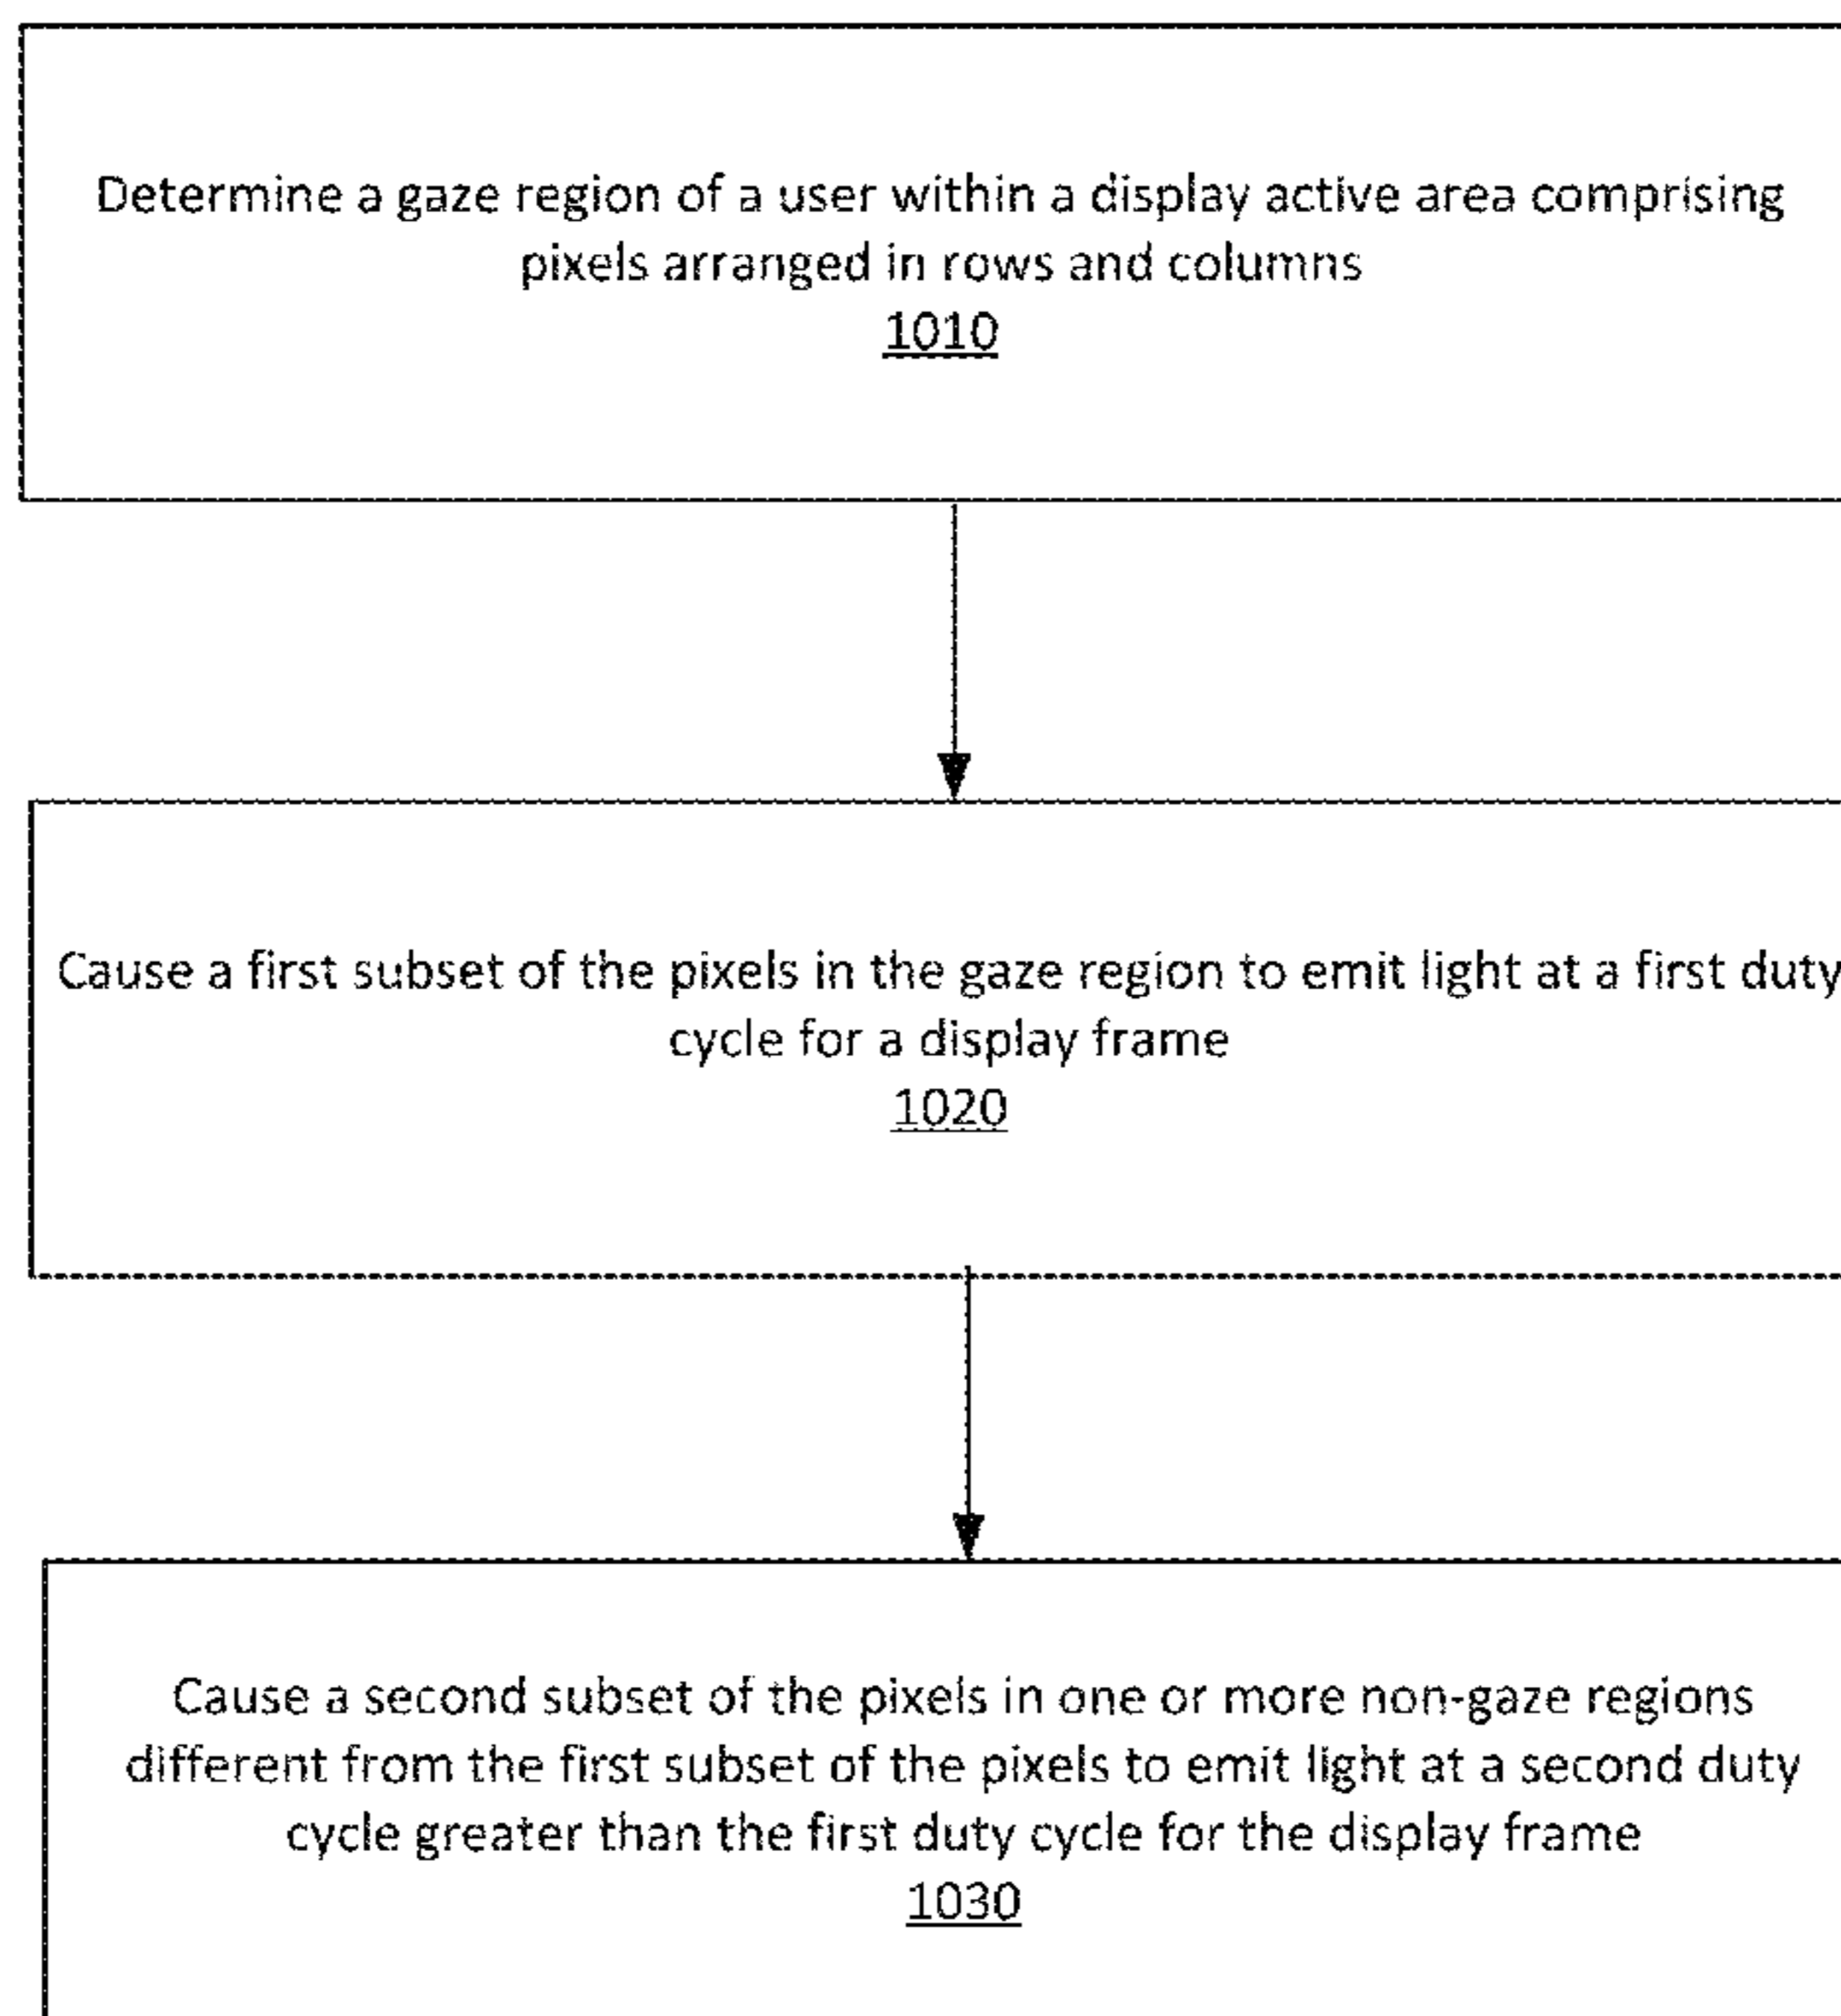 Determine a gaze region of a user within a display active area comprising
pixels arranged in rows and columns
1010
Cause a first subset of the pixels in the gaze region to emit light at a first duty
cycle for a display frame
1020
Cause a second subset of the pixels in one or more non-gaze regions
different from the first subset of the pixels to emit light at a second duty
cycle greater than the first duty cycle for the display frame
1030